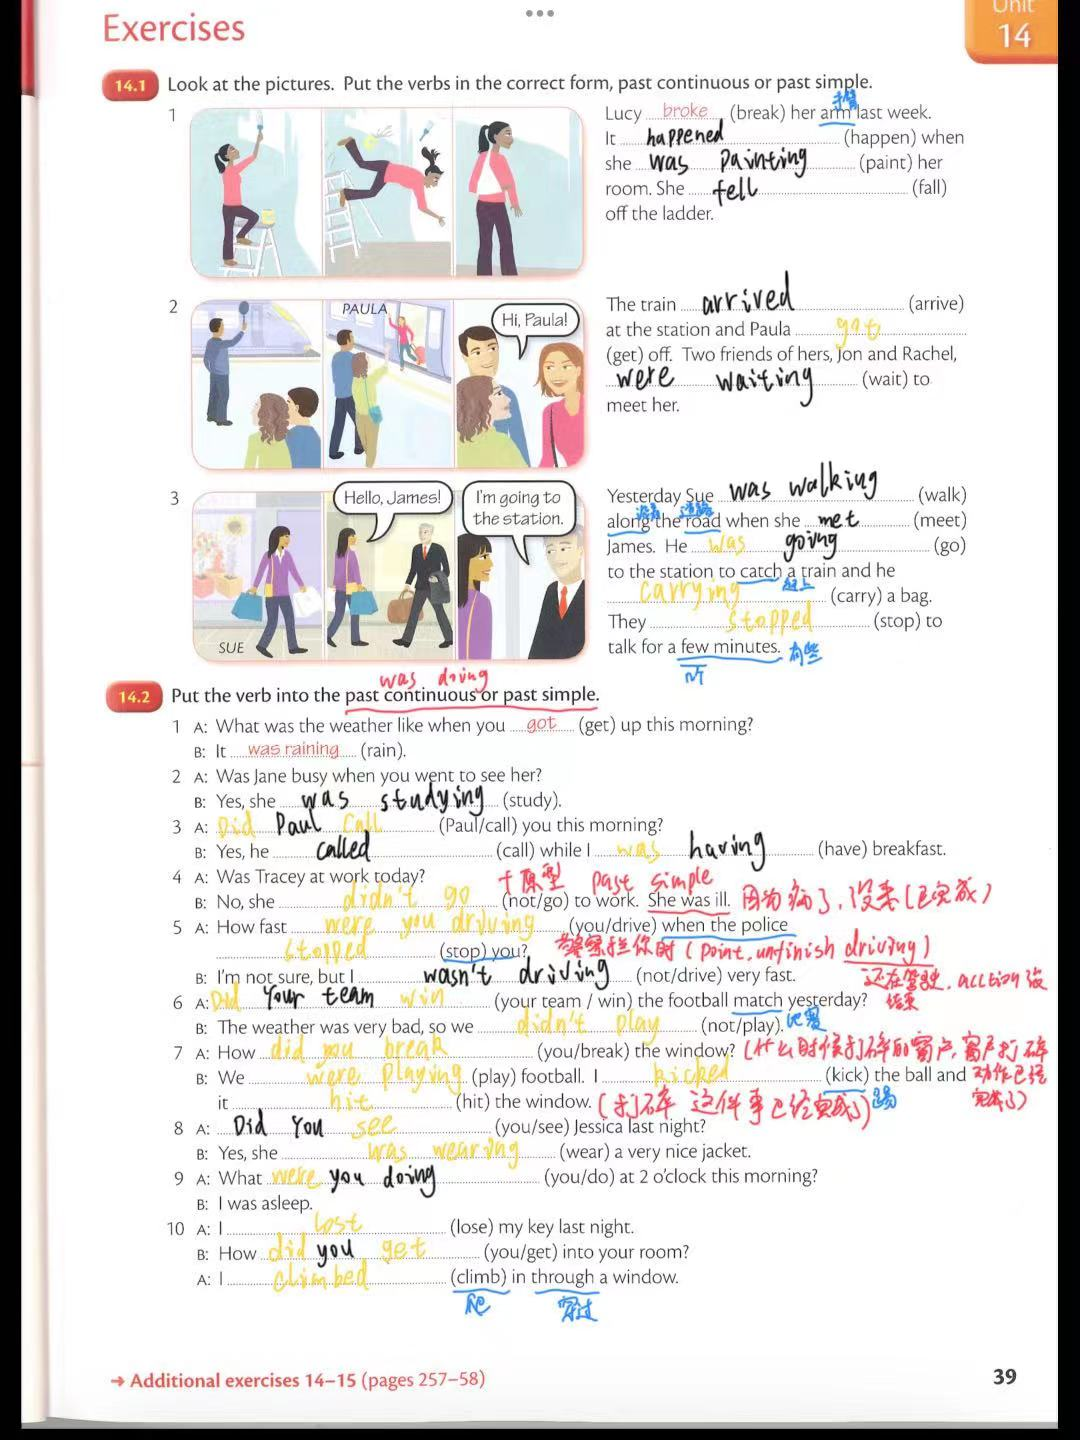 Exercises
Unit
14
14.1 Look at the pictures. Put the verbs in the correct form, past continuous or past simple.
1
Lucy broke (break) her arm last week.
手臂
It happened (happen) when
she was painting (paint) her
room. She fell (fall)
off the ladder.
2
PAULA
Hi, Paula!
The train arrived (arrive)
at the station and Paula got
(get) off. Two friends of hers, Jon and Rachel,
were waiting (wait) to
meet her.
3
Hello, James!
I'm going to
the station.
SUE
Yesterday Sue was walking (walk)
沿着 道路
along the road when she met (meet)
James. He was going (go)
to the station to catch a train and he
赶上
carrying (carry) a bag.
They stopped (stop) to
talk for a few minutes. 有些
was doing
14.2 Put the verb into the past continuous or past simple.
1 A: What was the weather like when you got (get) up this morning?
B: It was raining (rain).
2 A: Was Jane busy when you went to see her?
B: Yes, she was studying (study).
3 A: Did Paul call (Paul/call) you this morning?
B: Yes, he called (call) while I was having (have) breakfast.
4 A: Was Tracey at work today? +原型 past simple
B: No, she didn't go (not/go) to work. She was ill. 因为病了,没来(已完成)
5 A: How fast were you driving (you/drive) when the police
stopped (stop) you? 警察拦你时(point, unfinish driving)
B: I'm not sure, but I wasn't driving (not/drive) very fast. 还在驾驶, acction没
结束
6 A: Did Your team win (your team / win) the football match yesterday?
B: The weather was very bad, so we didn't play (not/play). 比赛
7 A: How did you break (you/break) the window? (什么时候打碎的窗户, 窗户打碎
动作已经
完成了)
B: We were playing (play) football. I kicked (kick) the ball and
踢
it hit (hit) the window. (打碎 这件事已经完成了)
8 A: Did You see (you/see) Jessica last night?
B: Yes, she was wearing (wear) a very nice jacket.
9 A: What were you doing (you/do) at 2 o'clock this morning?
B: I was asleep.
10 A: I lost (lose) my key last night.
B: How did you get (you/get) into your room?
A: I climbed (climb) in through a window.
爬 穿过
→ Additional exercises 14–15 (pages 257–58)
39